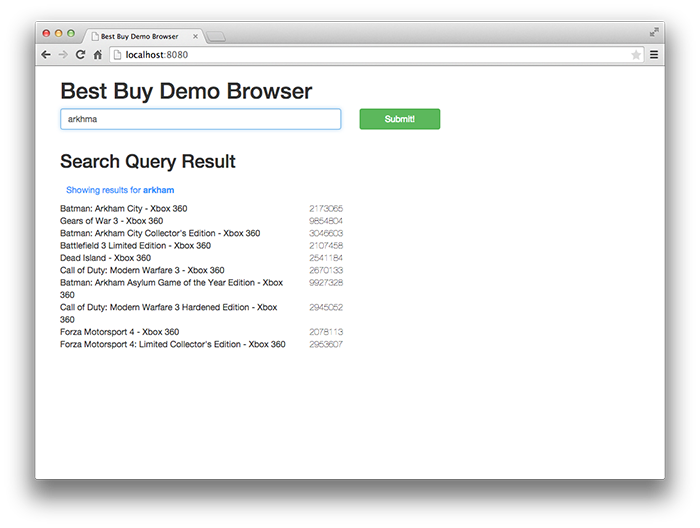 Best Buy Demo Browser
localhost:8080
Best Buy Demo Browser
arkhma
Submit!
Search Query Result
Showing results for arkham
Batman: Arkham City - Xbox 360 2173065
Gears of War 3 - Xbox 360 9854804
Batman: Arkham City Collector's Edition - Xbox 360 3046603
Battlefield 3 Limited Edition - Xbox 360 2107458
Dead Island - Xbox 360 2541184
Call of Duty: Modern Warfare 3 - Xbox 360 2670133
Batman: Arkham Asylum Game of the Year Edition - Xbox 9927328
360
Call of Duty: Modern Warfare 3 Hardened Edition - Xbox 2945052
360
Forza Motorsport 4 - Xbox 360 2078113
Forza Motorsport 4: Limited Collector's Edition - Xbox 360 2953607